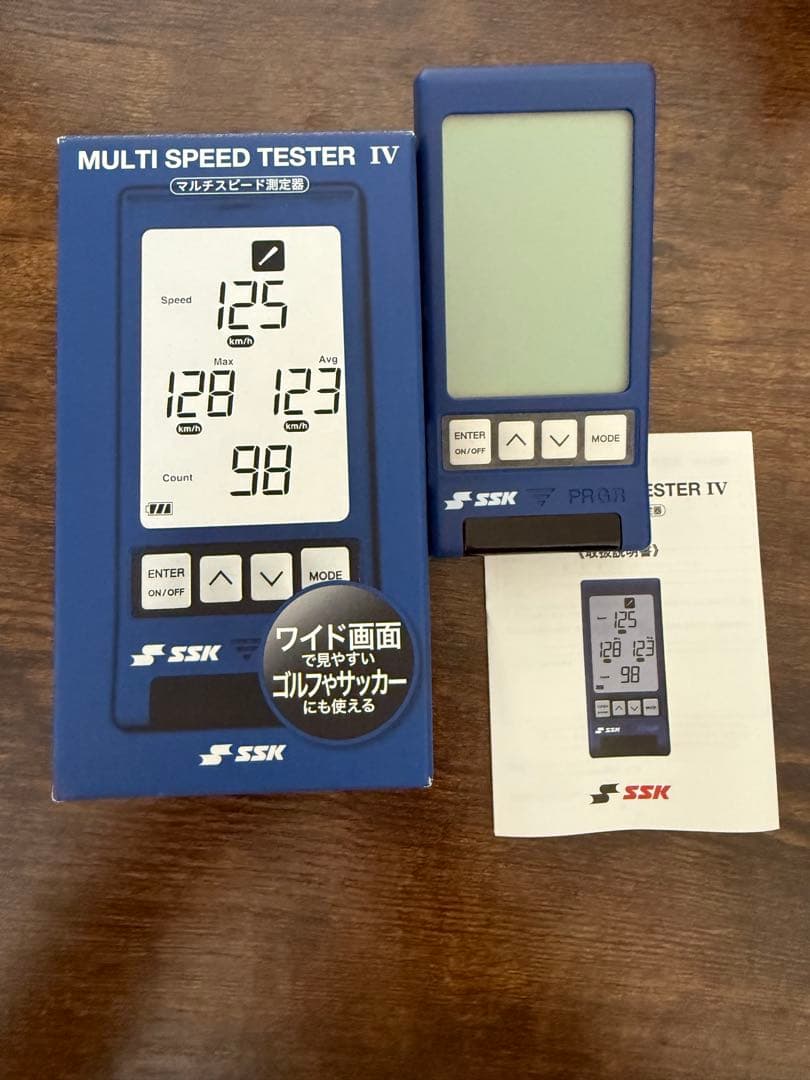 MULTI SPEED TESTER IV
マルチスピード測定器
Speed
125
km/h
Max
Avg
128
123
km/h
km/h
Count
98
ENTER
ON/OFF
MODE
SSK
ワイド画面
で見やすい
ゴルフやサッカー
にも使える
SSK
ENTER
ON/OFF
MODE
SSK
PRGR
ESTER IV
器
《取扱説明書》
125
128
123
98
SSK
SSK